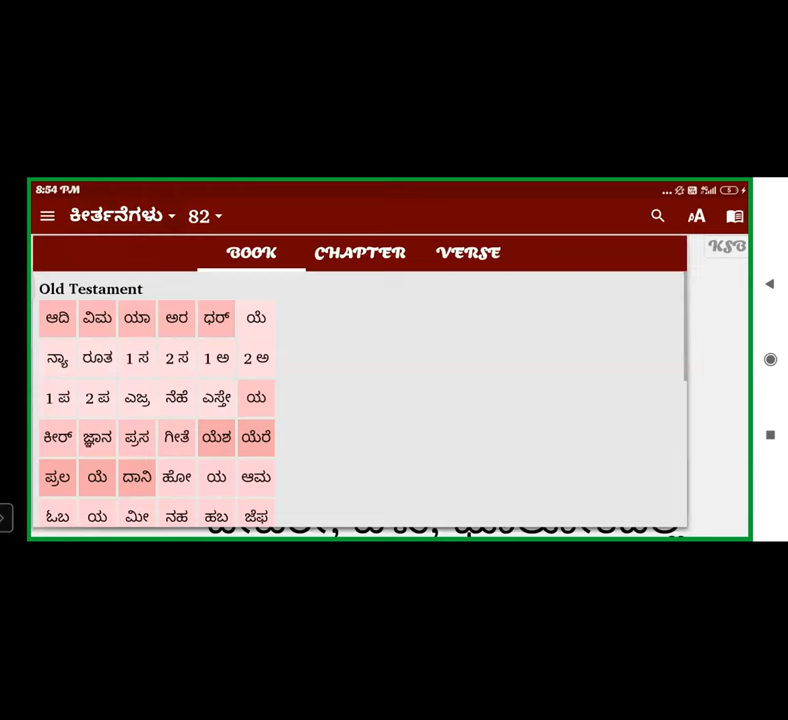 8:54 PM
ಕೀರ್ತನೆಗಳು 82
BOOK CHAPTER VERSE
KSB
Old Testament
ಆದಿ ವಿಮ ಯಾ ಅರ ಧರ್ ಯೆ
ನ್ಯಾ ರೂತ 1 ಸ 2 ಸ 1 ಅ 2 ಅ
1 ಪ 2 ಪ ಎಜ್ರ ನೆಹೆ ಎಸ್ತೇ ಯ
ಕೀರ್ ಜ್ಞಾನ ಪ್ರಸ ಗೀತೆ ಯೆಶ ಯೆರೆ
ಪ್ರಲ ಯೆ ದಾನಿ ಹೋ ಯ ಆಮ
ಓಬ ಯ ಮೀ ನಹ ಹಬ ಜೆಫ